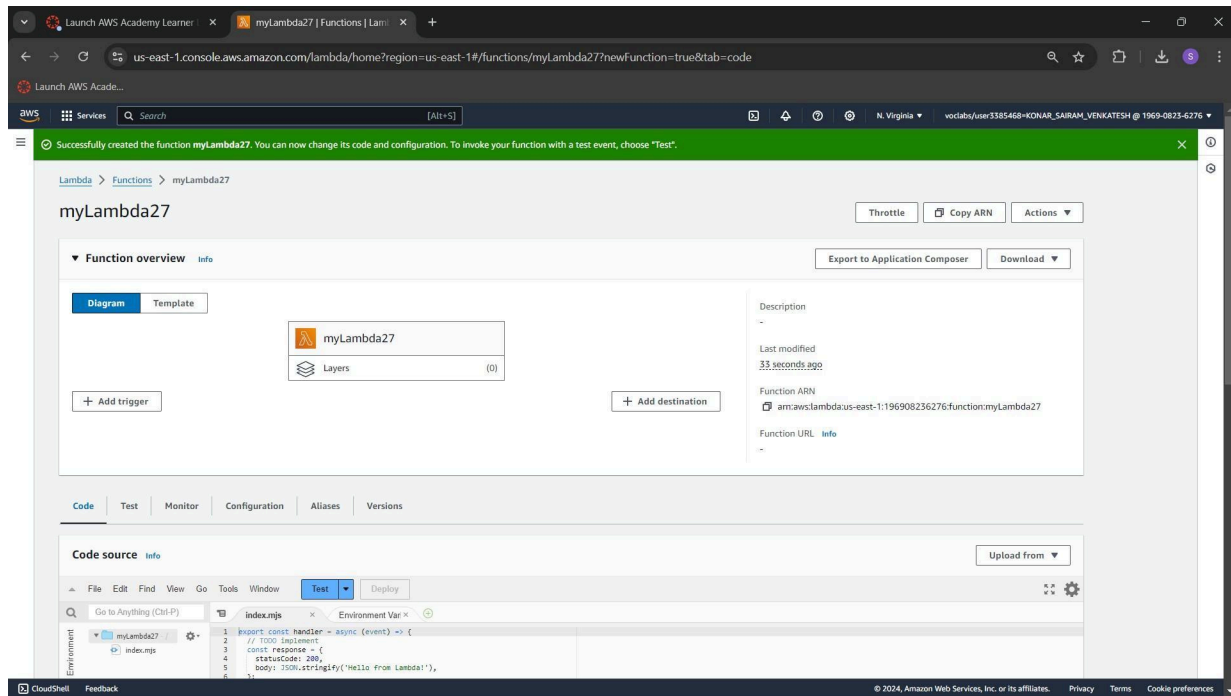 Launch AWS Academy Learner
myLambda27 | Functions | Lam
us-east-1.console.aws.amazon.com/lambda/home?region=us-east-1#/functions/myLambda27?newFunction=true&tab=code
S
Launch AWS Acade...
aws Services Search [Alt+S] N. Virginia voclabs/user3385468=KONAR_SAIRAM_VENKATESH @ 1969-0823-6276
Successfully created the function myLambda27. You can now change its code and configuration. To invoke your function with a test event, choose "Test".
Lambda > Functions > myLambda27
myLambda27 Throttle Copy ARN Actions
Function overview Info Export to Application Composer Download
Diagram Template
myLambda27
Layers (0)
+ Add trigger
+ Add destination
Description
-
Last modified
33 seconds ago
Function ARN
arn:aws:lambda:us-east-1:196908236276:function:myLambda27
Function URL Info
-
Code Test Monitor Configuration Aliases Versions
Code source Info Upload from
File Edit Find View Go Tools Window Test Deploy
Go to Anything (Ctrl-P) index.mjs Environment Var
Environment
myLambda27 /
index.mjs
1 export const handler = async (event) => {
2 // TODO implement
3 const response = {
4 statusCode: 200,
5 body: JSON.stringify('Hello from Lambda!'),
6 };
CloudShell Feedback © 2024, Amazon Web Services, Inc. or its affiliates. Privacy Terms Cookie preferences